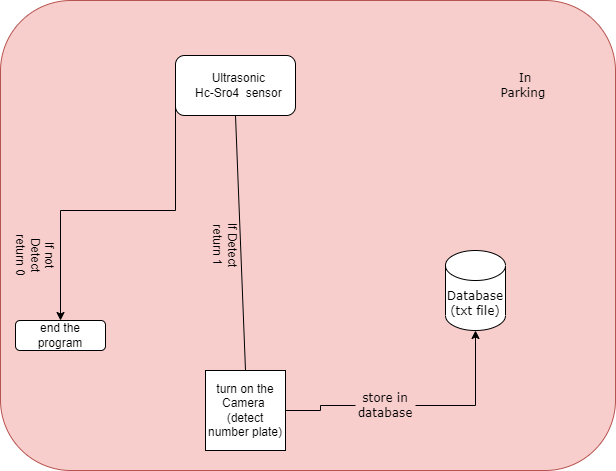 Ultrasonic
Hc-Sro4 sensor
In
Parking
If not
Detect
return 0
If Detect
return 1
Database
(txt file)
end the
program
turn on the
Camera
(detect
number plate)
store in
database